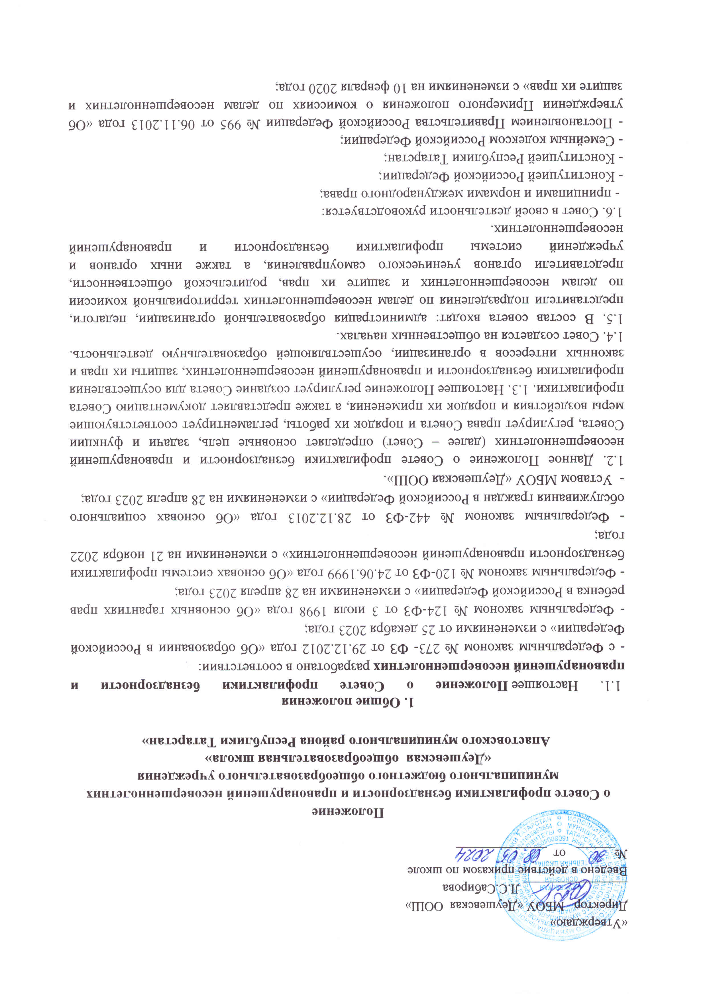 «Утверждаю»
Директор МБОУ «Деушевская ООШ»
Л.С.Сабирова
Введено в действие приказом по школе
№ 30 от 08 05 2024
Положение
о Совете профилактики безнадзорности и правонарушений несовершеннолетних
муниципального бюджетного общеобразовательного учреждения
«Деушевская общеобразовательная школа»
Апастовского муниципального района Республики Татарстан»
1. Общие положения
1.1. Настоящее Положение о Совете профилактики безнадзорности и
правонарушений несовершеннолетних разработано в соответствии:
- с Федеральным законом № 273- ФЗ от 29.12.2012 года «Об образовании в Российской
Федерации» с изменениями от 25 декабря 2023 года;
- Федеральным законом № 124-ФЗ от 3 июля 1998 года «Об основных гарантиях прав
ребенка в Российской Федерации» с изменениями на 28 апреля 2023 года;
- Федеральным законом № 120-ФЗ от 24.06.1999 года «Об основах системы профилактики
безнадзорности правонарушений несовершеннолетних» с изменениями на 21 ноября 2022
года;
- Федеральным законом № 442-ФЗ от 28.12.2013 года «Об основах социального
обслуживания граждан в Российской Федерации» с изменениями на 28 апреля 2023 года;
- Уставом МБОУ «Деушевская ООШ».
1.2. Данное Положение о Совете профилактики безнадзорности и правонарушений
несовершеннолетних (далее – Совет) определяет основные цель, задачи и функции
Совета, регулирует права Совета и порядок их работы, регламентирует соответствующие
меры воздействия и порядок их применения, а также представляет документацию Совета
профилактики. 1.3. Настоящее Положение регулирует создание Совета для осуществления
профилактики безнадзорности и правонарушений несовершеннолетних, защиты их прав и
законных интересов в организации, осуществляющей образовательную деятельность.
1.4. Совет создается на общественных началах.
1.5. В состав совета входят: администрация образовательной организации, педагоги,
представители подразделения по делам несовершеннолетних территориальной комиссии
по делам несовершеннолетних и защите их прав, родительской общественности,
представители органов ученического самоуправления, а также иных органов и
учреждений системы профилактики безнадзорности и правонарушений
несовершеннолетних.
1.6. Совет в своей деятельности руководствуется:
- принципами и нормами международного права;
- Конституцией Российской Федерации;
- Конституцией Республики Татарстан;
- Семейным кодексом Российской Федерации;
- Постановлением Правительства Российской Федерации № 995 от 06.11.2013 года «Об
утверждении Примерного положения о комиссиях по делам несовершеннолетних и
защите их прав» с изменениями на 10 февраля 2020 года;